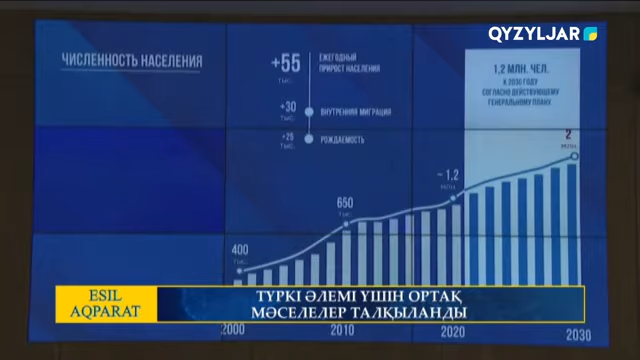 QYZYLJAR
ЧИСЛЕННОСТЬ НАСЕЛЕНИЯ
+55
ТЫС.
ЕЖЕГОДНЫЙ
ПРИРОСТ НАСЕЛЕНИЯ
+30
ТЫС.
ВНУТРЕННЯЯ МИГРАЦИЯ
+25
ТЫС.
РОЖДАЕМОСТЬ
1,2 МЛН. ЧЕЛ.
К 2030 ГОДУ
СОГЛАСНО ДЕЙСТВУЮЩЕМУ
ГЕНЕРАЛЬНОМУ ПЛАНУ
400
ТЫС.
650
ТЫС.
~ 1,2
МЛН.
2
МЛН.
2000
2010
2020
2030
ESIL
AQPARAT
ТҮРКІ ӘЛЕМІ ҮШІН ОРТАҚ
МӘСЕЛЕЛЕР ТАЛҚЫЛАНДЫ